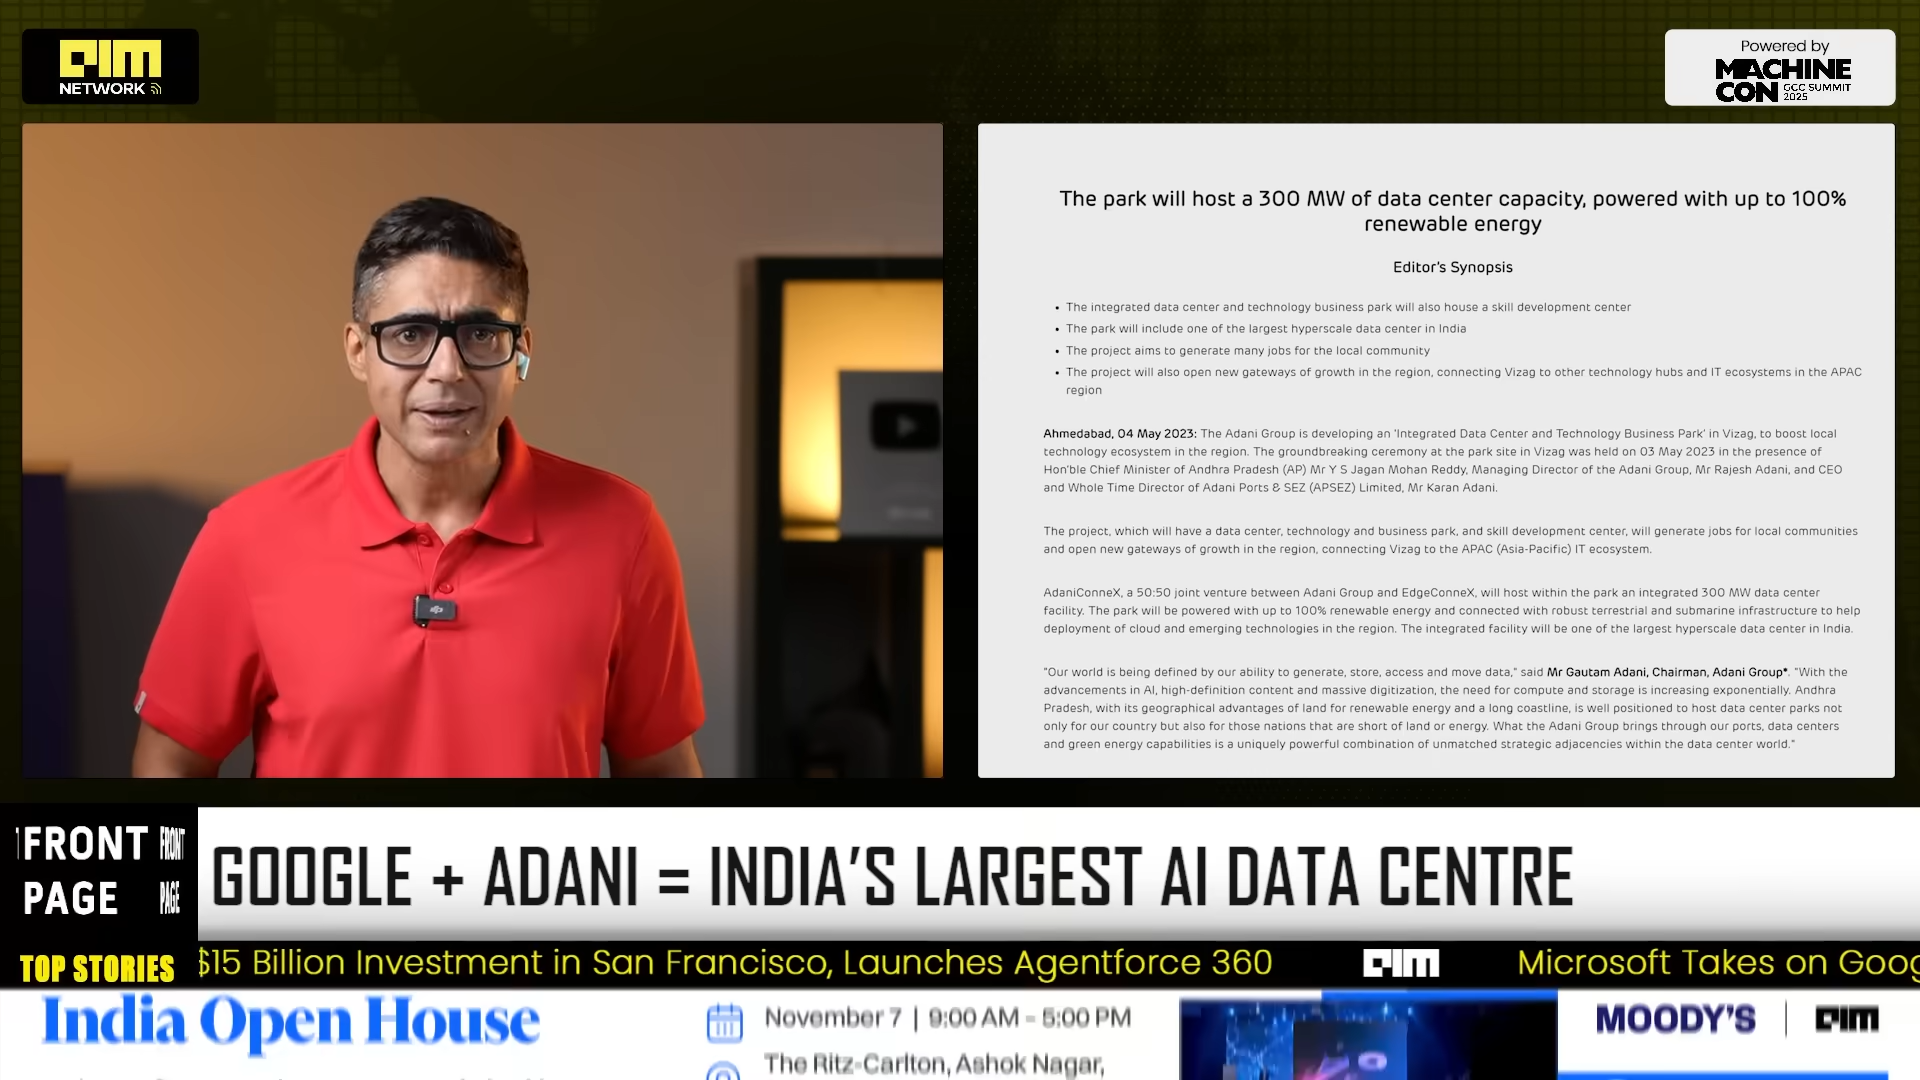 AIM
NETWORK
Powered by
MACHINE
CON GCC SUMMIT
2025
The park will host a 300 MW of data center capacity, powered with up to 100%
renewable energy
Editor's Synopsis
• The integrated data center and technology business park will also house a skill development center
• The park will include one of the largest hyperscale data center in India
• The project aims to generate many jobs for the local community
• The project will also open new gateways of growth in the region, connecting Vizag to other technology hubs and IT ecosystems in the APAC
region
Ahmedabad, 04 May 2023: The Adani Group is developing an 'Integrated Data Center and Technology Business Park' in Vizag, to boost local
technology ecosystem in the region. The groundbreaking ceremony at the park site in Vizag was held on 03 May 2023 in the presence of
Hon'ble Chief Minister of Andhra Pradesh (AP) Mr Y S Jagan Mohan Reddy, Managing Director of the Adani Group, Mr Rajesh Adani, and CEO
and Whole Time Director of Adani Ports & SEZ (APSEZ) Limited, Mr Karan Adani.
The project, which will have a data center, technology and business park, and skill development center, will generate jobs for local communities
and open new gateways of growth in the region, connecting Vizag to the APAC (Asia-Pacific) IT ecosystem.
AdaniConneX, a 50:50 joint venture between Adani Group and EdgeConneX, will host within the park an integrated 300 MW data center
facility. The park will be powered with up to 100% renewable energy and connected with robust terrestrial and submarine infrastructure to help
deployment of cloud and emerging technologies in the region. The integrated facility will be one of the largest hyperscale data center in India.
"Our world is being defined by our ability to generate, store, access and move data," said Mr Gautam Adani, Chairman, Adani Group*. "With the
advancements in AI, high-definition content and massive digitization, the need for compute and storage is increasing exponentially. Andhra
Pradesh, with its geographical advantages of land for renewable energy and a long coastline, is well positioned to host data center parks not
only for our country but also for those nations that are short of land or energy. What the Adani Group brings through our ports, data centers
and green energy capabilities is a uniquely powerful combination of unmatched strategic adjacencies within the data center world."
FRONT FRONT
PAGE PAGE
GOOGLE + ADANI = INDIA'S LARGEST AI DATA CENTRE
TOP STORIES
$15 Billion Investment in San Francisco, Launches Agentforce 360 AIM Microsoft Takes on Goog
India Open House
November 7 | 9:00 AM - 5:00 PM
The Ritz-Carlton, Ashok Nagar,
MOODY'S | AIM